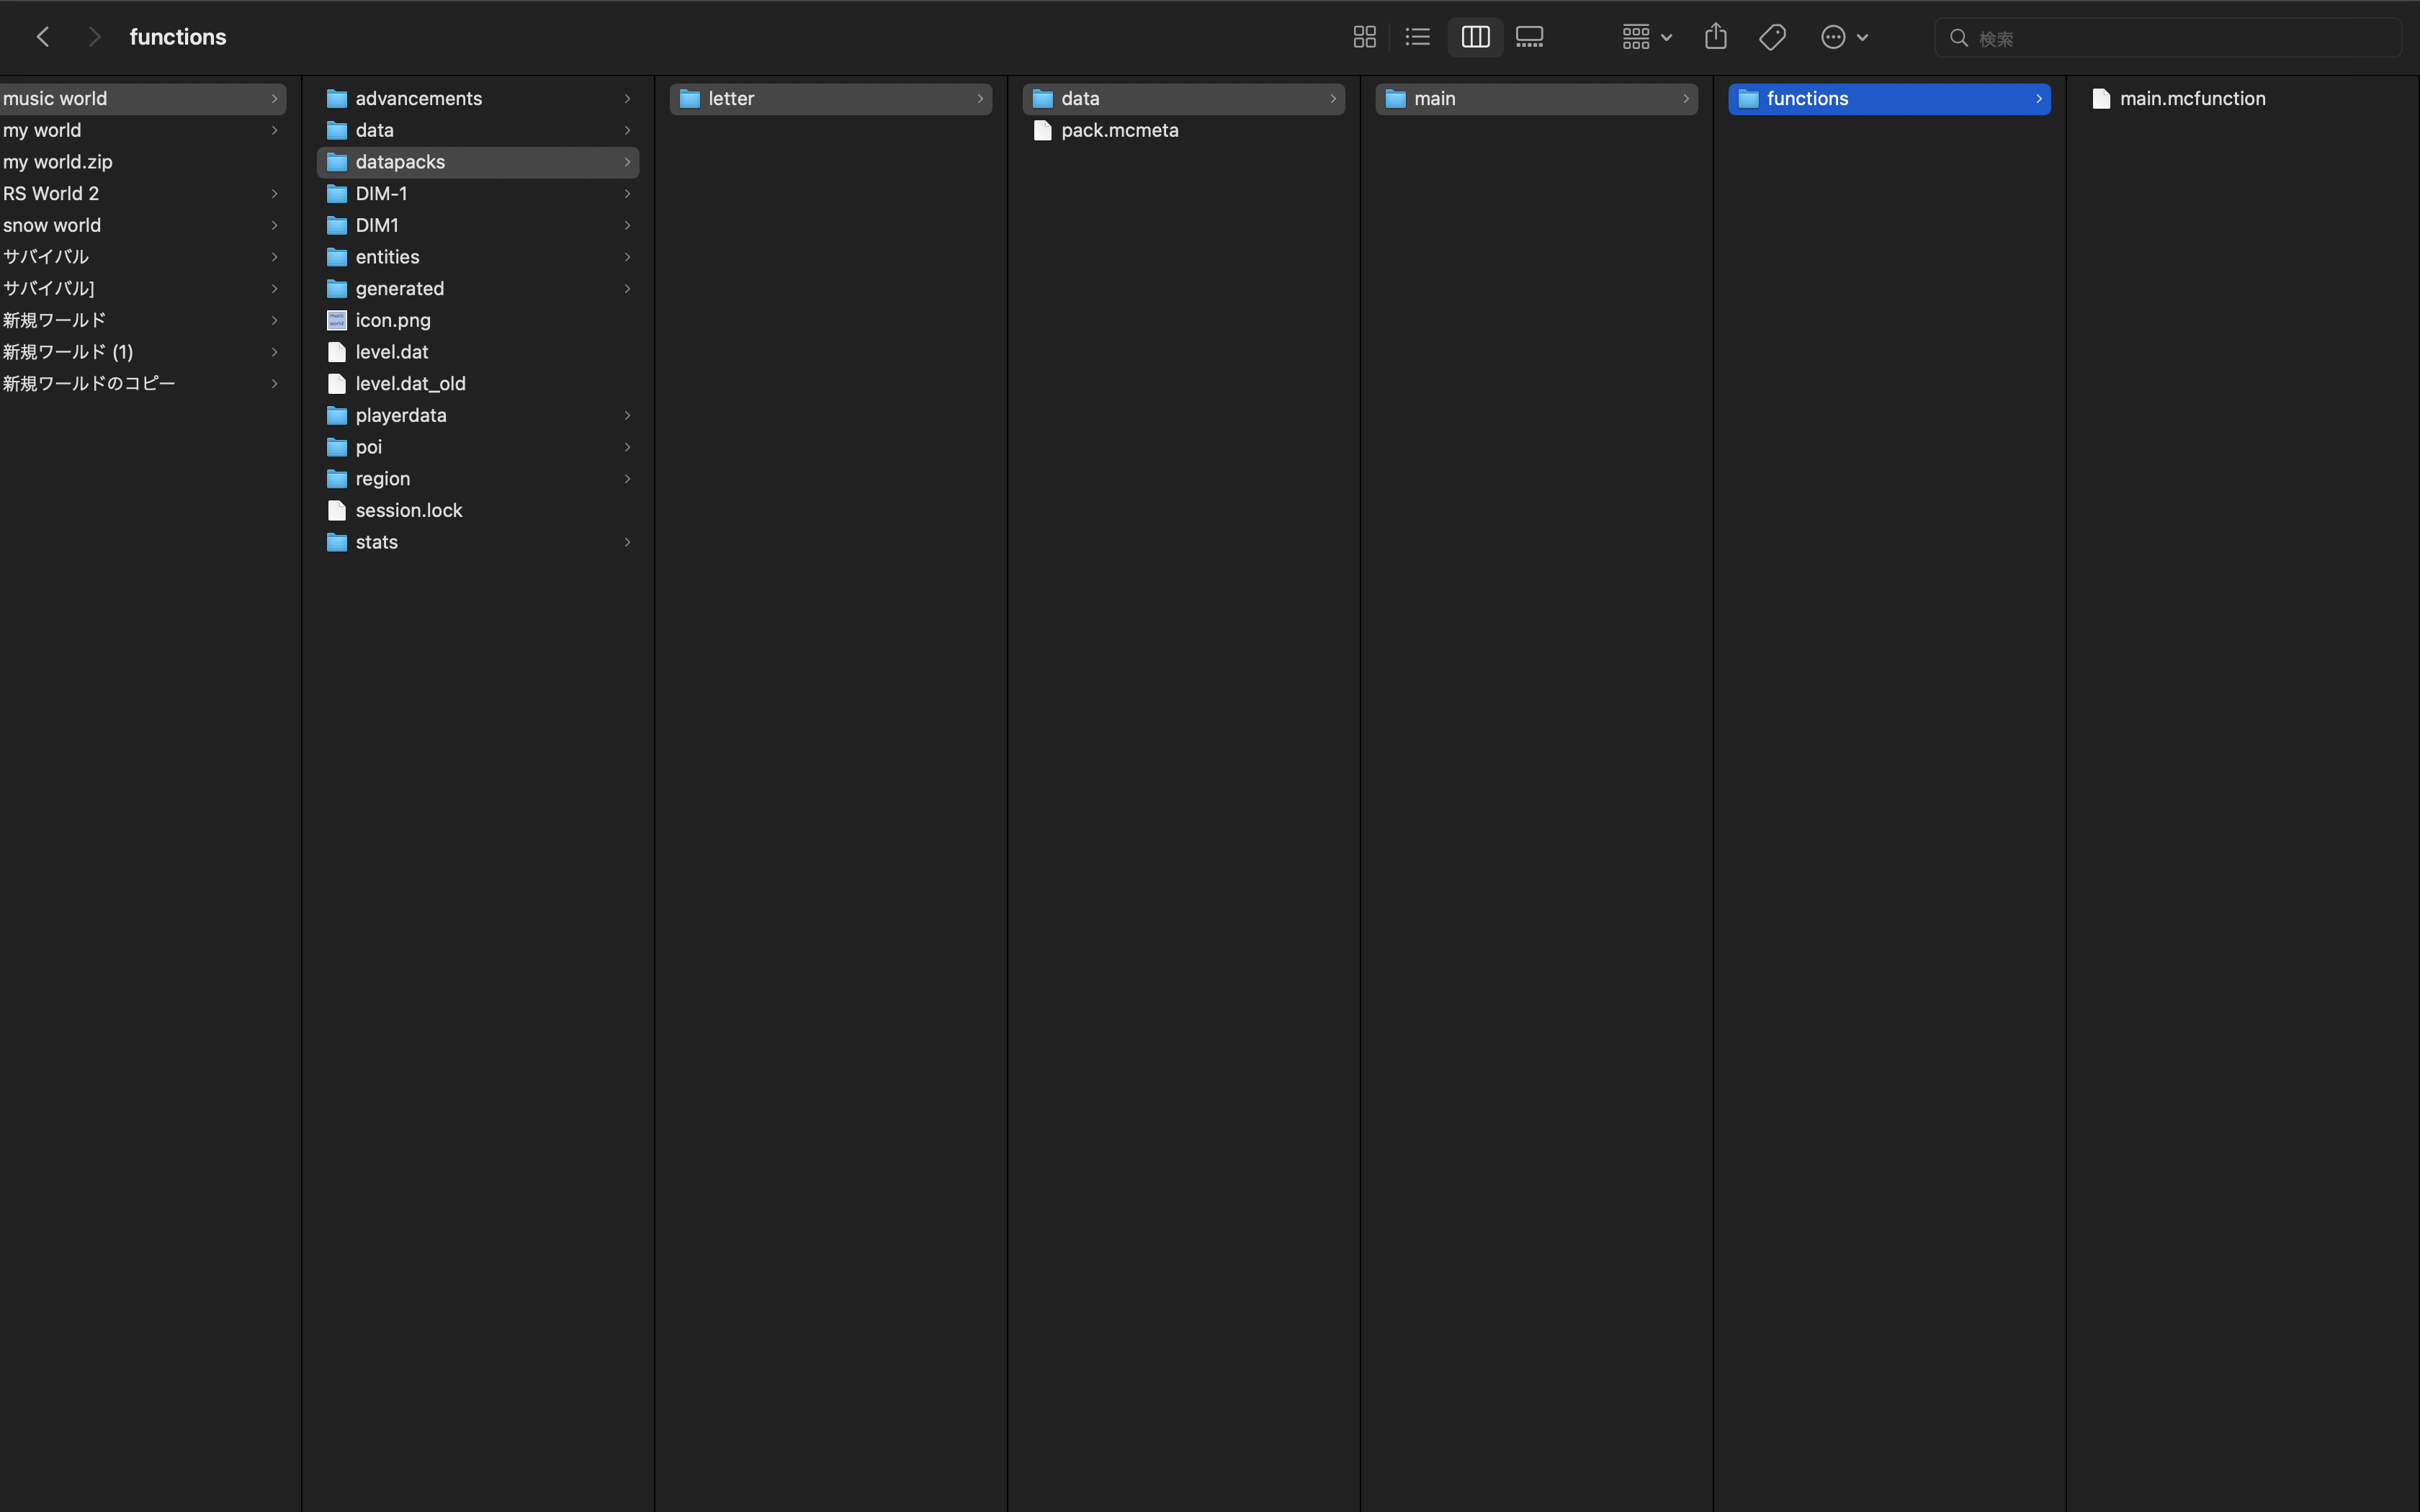 functions
検索
music world
my world
my world.zip
RS World 2
snow world
サバイバル
サバイバル]
新規ワールド
新規ワールド (1)
新規ワールドのコピー
advancements
data
datapacks
DIM-1
DIM1
entities
generated
icon.png
level.dat
level.dat_old
playerdata
poi
region
session.lock
stats
letter
data
pack.mcmeta
main
functions
main.mcfunction